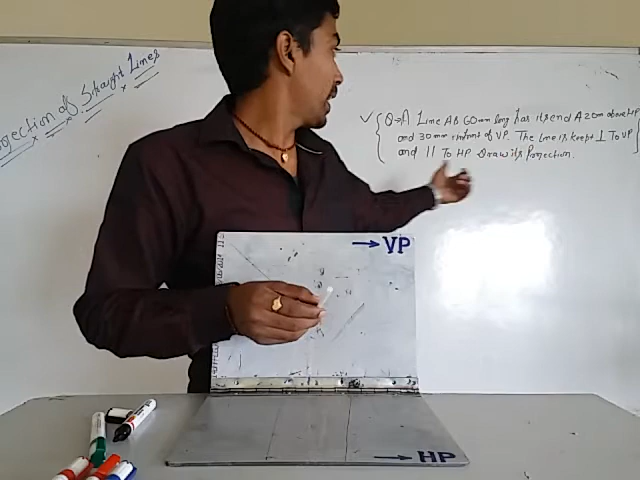 Projection of Straight Lines
Q→A Line AB 60mm long has its end A 20m above HP
and 30mm infront of VP. The line is kept ⊥ To VP
and || To HP Draw its Projection.
→ VP
→ HP